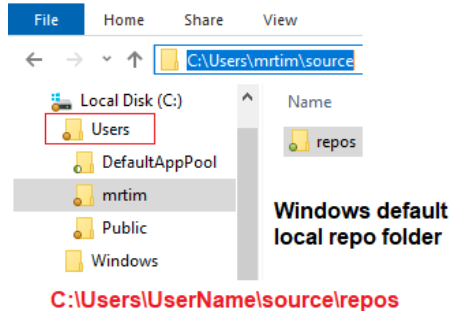 File Home Share View
C:\Users\mrtim\source
Local Disk (C:)
Name
Users
repos
DefaultAppPool
mrtim
Public
Windows
Windows default
local repo folder
C:\Users\UserName\source\repos